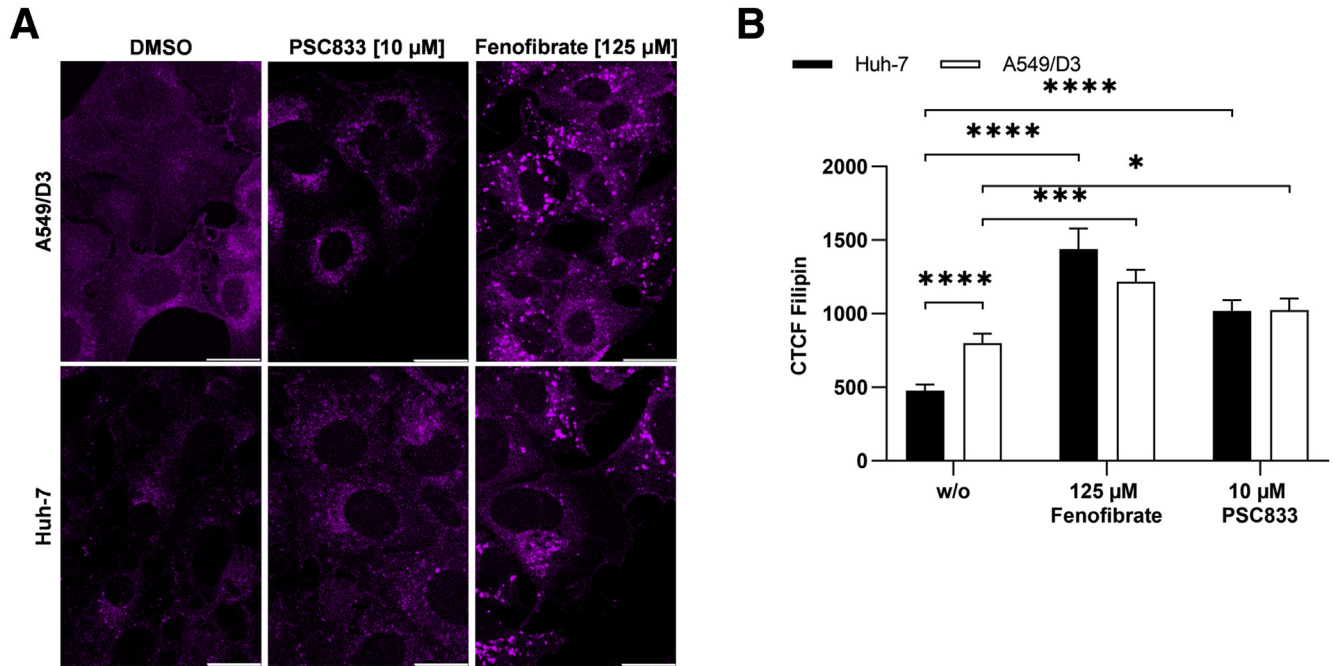 A
DMSO
PSC833 [10 µM]
Fenofibrate [125 µM]
A549/D3
Huh-7
B
Huh-7
A549/D3
****
****
*
***
****
CTCF Filipin
2000
1500
1000
500
0
w/o
125 µM
Fenofibrate
10 µM
PSC833